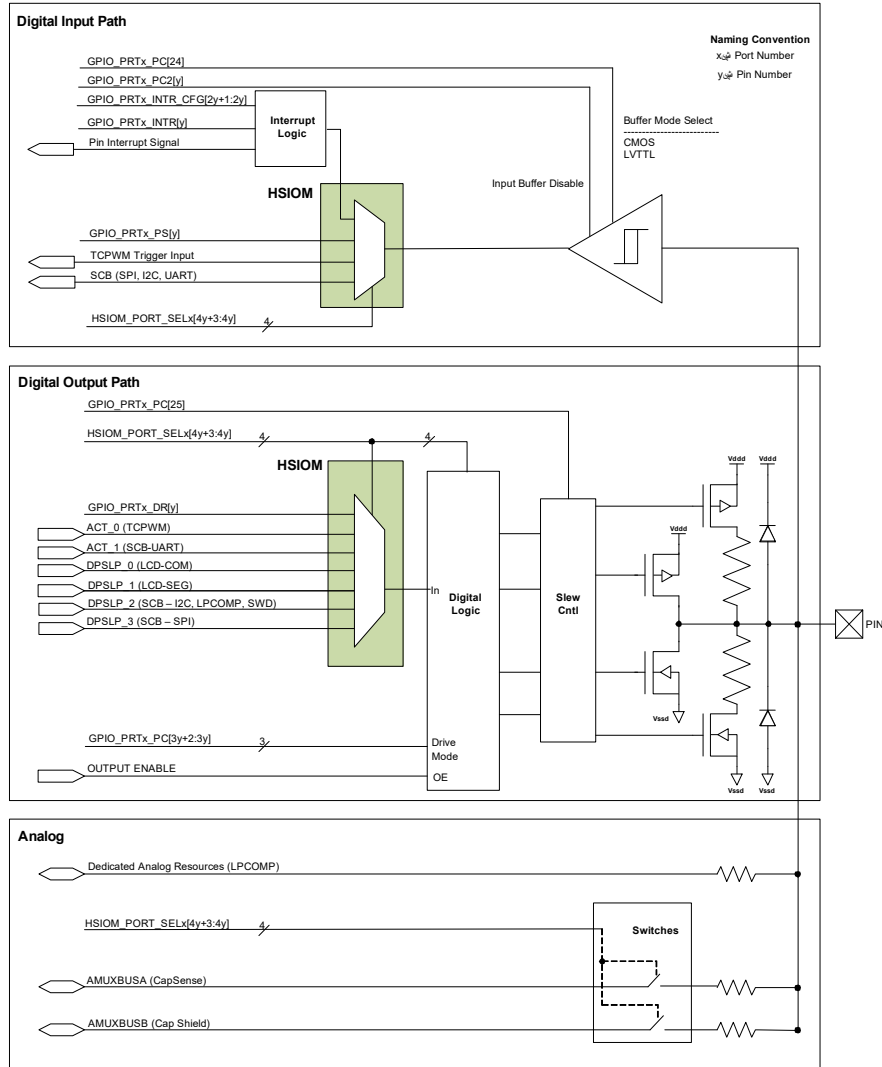 Digital Input Path
Naming Convention
GPIO_PRTx_PC[24]
Port Number
GPIO_PRTx_PC2[y]
Pin Number
GPIO_PRTx_INTR_CFG[2y+1:2y]
GPIO_PRTx_INTR[y]
Interrupt
Logic
Pin Interrupt Signal
Buffer Mode Select
CMOS
LVTTL
Input Buffer Disable
HSIOM
GPIO_PRTx_PS[y]
TCPWM Trigger Input
SCB (SPI, I2C, UART)
HSIOM_PORT_SELx[4y+3:4y]
4
Digital Output Path
GPIO_PRTx_PC[25]
HSIOM_PORT_SELx[4y+3:4y]
4
4
HSIOM
GPIO_PRTx_DR[y]
ACT_0 (TCPWM)
ACT_1 (SCB-UART)
DPSLP_0 (LCD-COM)
DPSLP_1 (LCD-SEG)
DPSLP_2 (SCB – I2C, LPCOMP, SWD)
DPSLP_3 (SCB – SPI)
In
Digital
Logic
Slew
Cntl
Vddd
Vddd
Vddd
PIN
Vssd
Vssd
Vssd
GPIO_PRTx_PC[3y+2:3y]
3
Drive
Mode
OUTPUT ENABLE
OE
Analog
Dedicated Analog Resources (LPCOMP)
HSIOM_PORT_SELx[4y+3:4y]
4
Switches
AMUXBUSA (CapSense)
AMUXBUSB (Cap Shield)